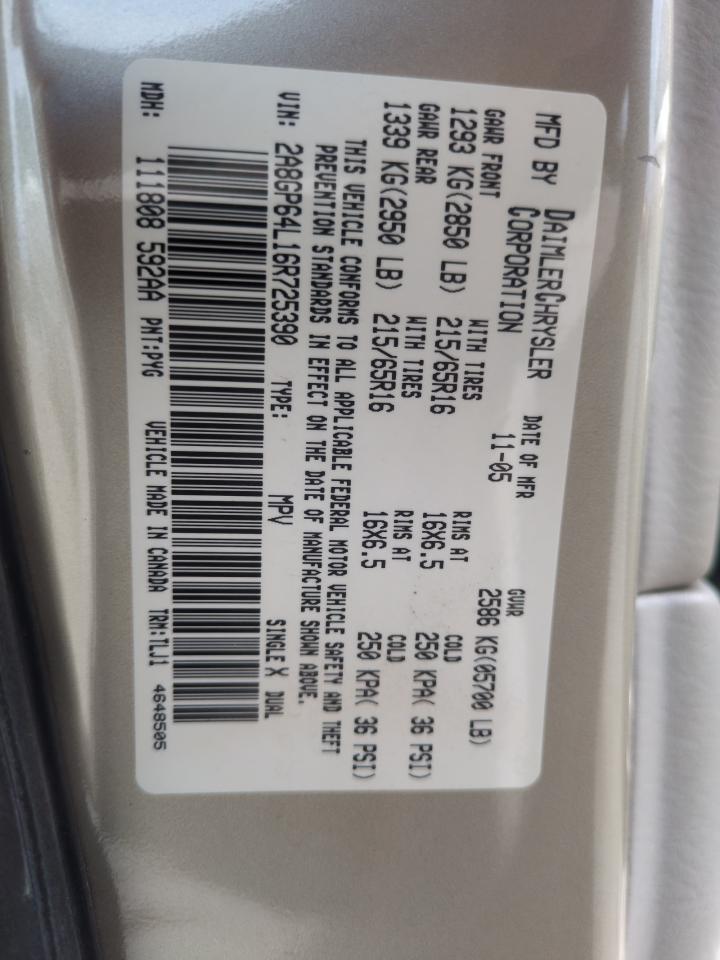 MFD BY DAIMLERCHRYSLER CORPORATION
DATE OF MFR 11-05
GVWR 2586 KG(05700 LB)
GAWR FRONT WITH TIRES RIMS AT COLD
1293 KG(2850 LB) 215/65R16 16X6.5 250 KPA( 36 PSI)
GAWR REAR WITH TIRES RIMS AT COLD
1339 KG(2950 LB) 215/65R16 16X6.5 250 KPA( 36 PSI)
THIS VEHICLE CONFORMS TO ALL APPLICABLE FEDERAL MOTOR VEHICLE SAFETY AND THEFT
PREVENTION STANDARDS IN EFFECT ON THE DATE OF MANUFACTURE SHOWN ABOVE.
VIN: 2A8GP64L16R725390 TYPE: MPV SINGLE X DUAL
MDH: 111808 592AA PNT:PYG VEHICLE MADE IN CANADA TRM:TLJ1 4648505